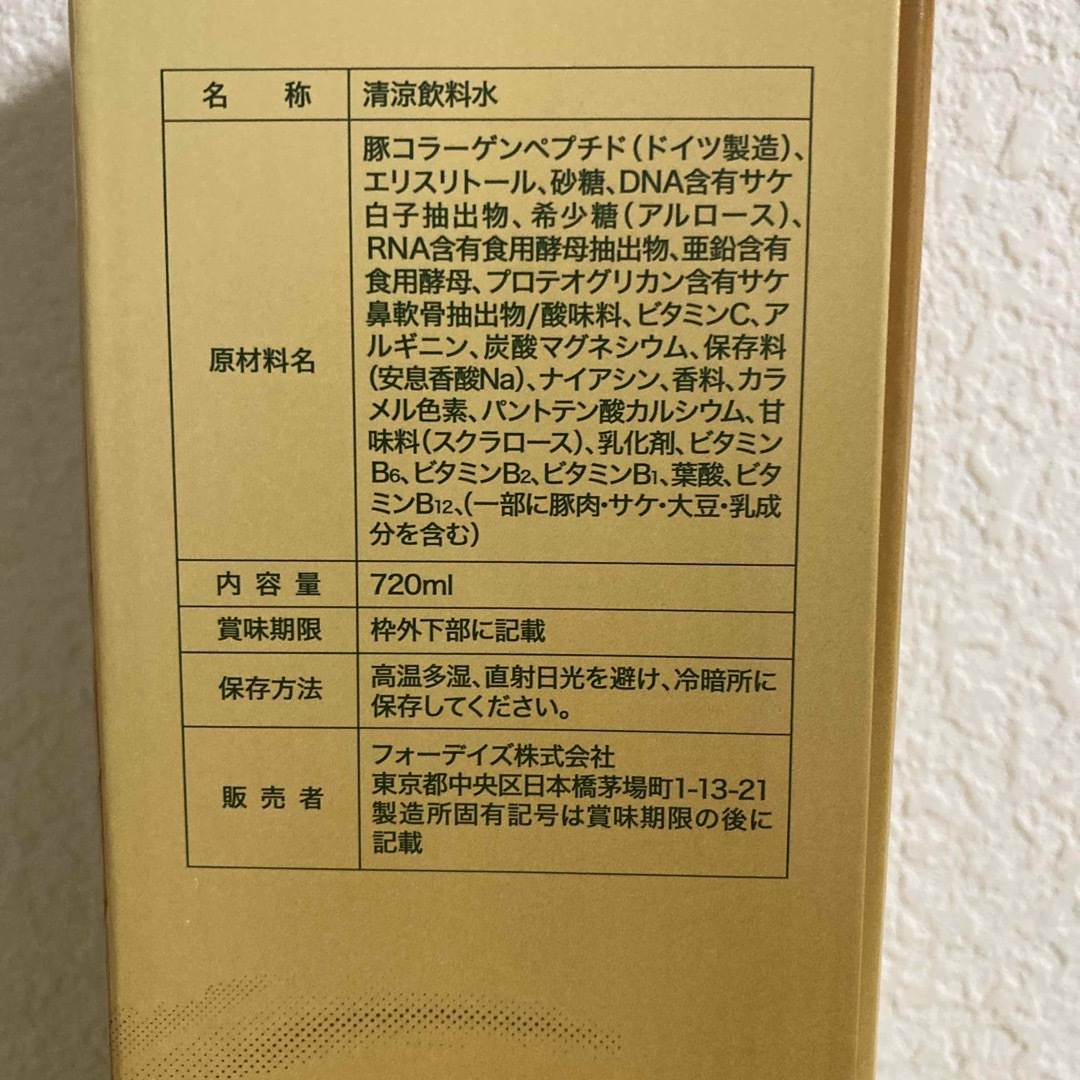 名称 清涼飲料水
原材料名
豚コラーゲンペプチド(ドイツ製造)、
エリスリトール、砂糖、DNA含有サケ
白子抽出物、希少糖(アルロース)、
RNA含有食用酵母抽出物、亜鉛含有
食用酵母、プロテオグリカン含有サケ
鼻軟骨抽出物/酸味料、ビタミンC、ア
ルギニン、炭酸マグネシウム、保存料
(安息香酸Na)、ナイアシン、香料、カラ
メル色素、パントテン酸カルシウム、甘
味料(スクラロース)、乳化剤、ビタミン
B6、ビタミンB2、ビタミンB1、葉酸、ビタ
ミンB12、(一部に豚肉・サケ・大豆・乳成
分を含む)
内容量 720ml
賞味期限 枠外下部に記載
保存方法
高温多湿、直射日光を避け、冷暗所に
保存してください。
販売者
フォーデイズ株式会社
東京都中央区日本橋茅場町1-13-21
製造所固有記号は賞味期限の後に
記載